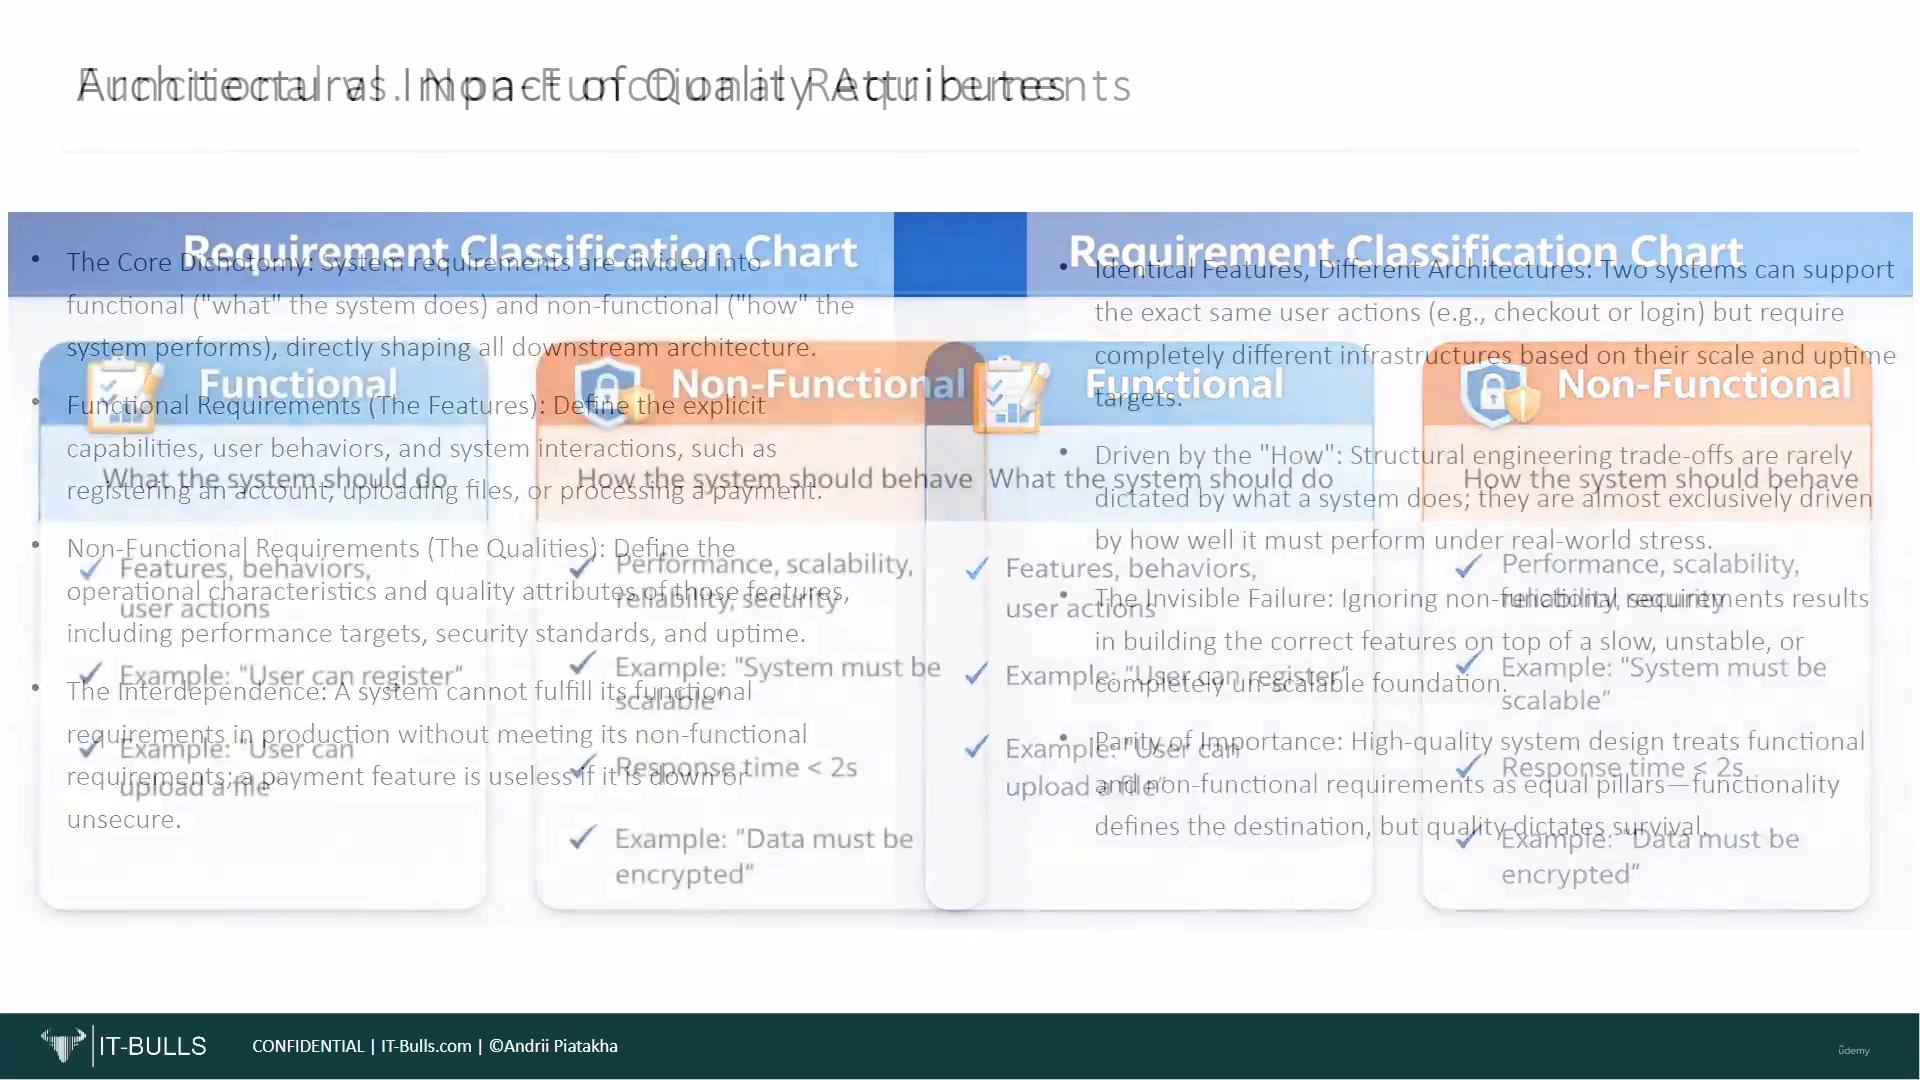 Functional vs. Non-Functional Requirements
Architectural Impact of Quality Attributes
Requirement Classification Chart
• The Core Dichotomy: System requirements are divided into
functional ("what" the system does) and non-functional ("how" the
system performs), directly shaping all downstream architecture.
• Functional Requirements (The Features): Define the explicit
capabilities, user behaviors, and system interactions, such as
registering an account, uploading files, or processing a payment.
• Non-Functional Requirements (The Qualities): Define the
operational characteristics and quality attributes of those features,
including performance targets, security standards, and uptime.
• The Interdependence: A system cannot fulfill its functional
requirements in production without meeting its non-functional
requirements; a payment feature is useless if it is down or
unsecure.
Functional
What the system should do
✓ Features, behaviors,
user actions
✓ Example: "User can register"
✓ Example: "User can
upload a file"
Non-Functional
How the system should behave
✓ Performance, scalability,
reliability, security
✓ Example: "System must be
scalable"
✓ Response time < 2s
✓ Example: "Data must be
encrypted"
Requirement Classification Chart
Functional
What the system should do
✓ Features, behaviors,
user actions
✓ Example: "User can register"
✓ Example: "User can
upload a file"
Non-Functional
How the system should behave
✓ Performance, scalability,
reliability, security
✓ Example: "System must be
scalable"
✓ Response time < 2s
✓ Example: "Data must be
encrypted"
• Identical Features, Different Architectures: Two systems can support
the exact same user actions (e.g., checkout or login) but require
completely different infrastructures based on their scale and uptime
targets.
• Driven by the "How": Structural engineering trade-offs are rarely
dictated by what a system does; they are almost exclusively driven
by how well it must perform under real-world stress.
• The Invisible Failure: Ignoring non-functional requirements results
in building the correct features on top of a slow, unstable, or
completely un-scalable foundation.
• Parity of Importance: High-quality system design treats functional
and non-functional requirements as equal pillars—functionality
defines the destination, but quality dictates survival.
IT-BULLS
CONFIDENTIAL | IT-Bulls.com | ©Andrii Piatakha
udemy